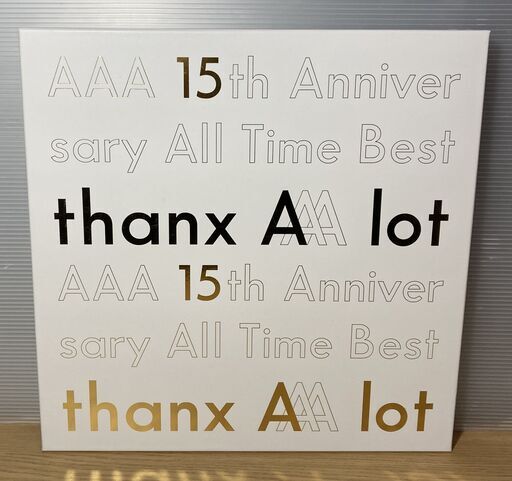 AAA 15th Anniver
sary All Time Best
thanx AAA lot
AAA 15th Anniver
sary All Time Best
thanx AAA lot